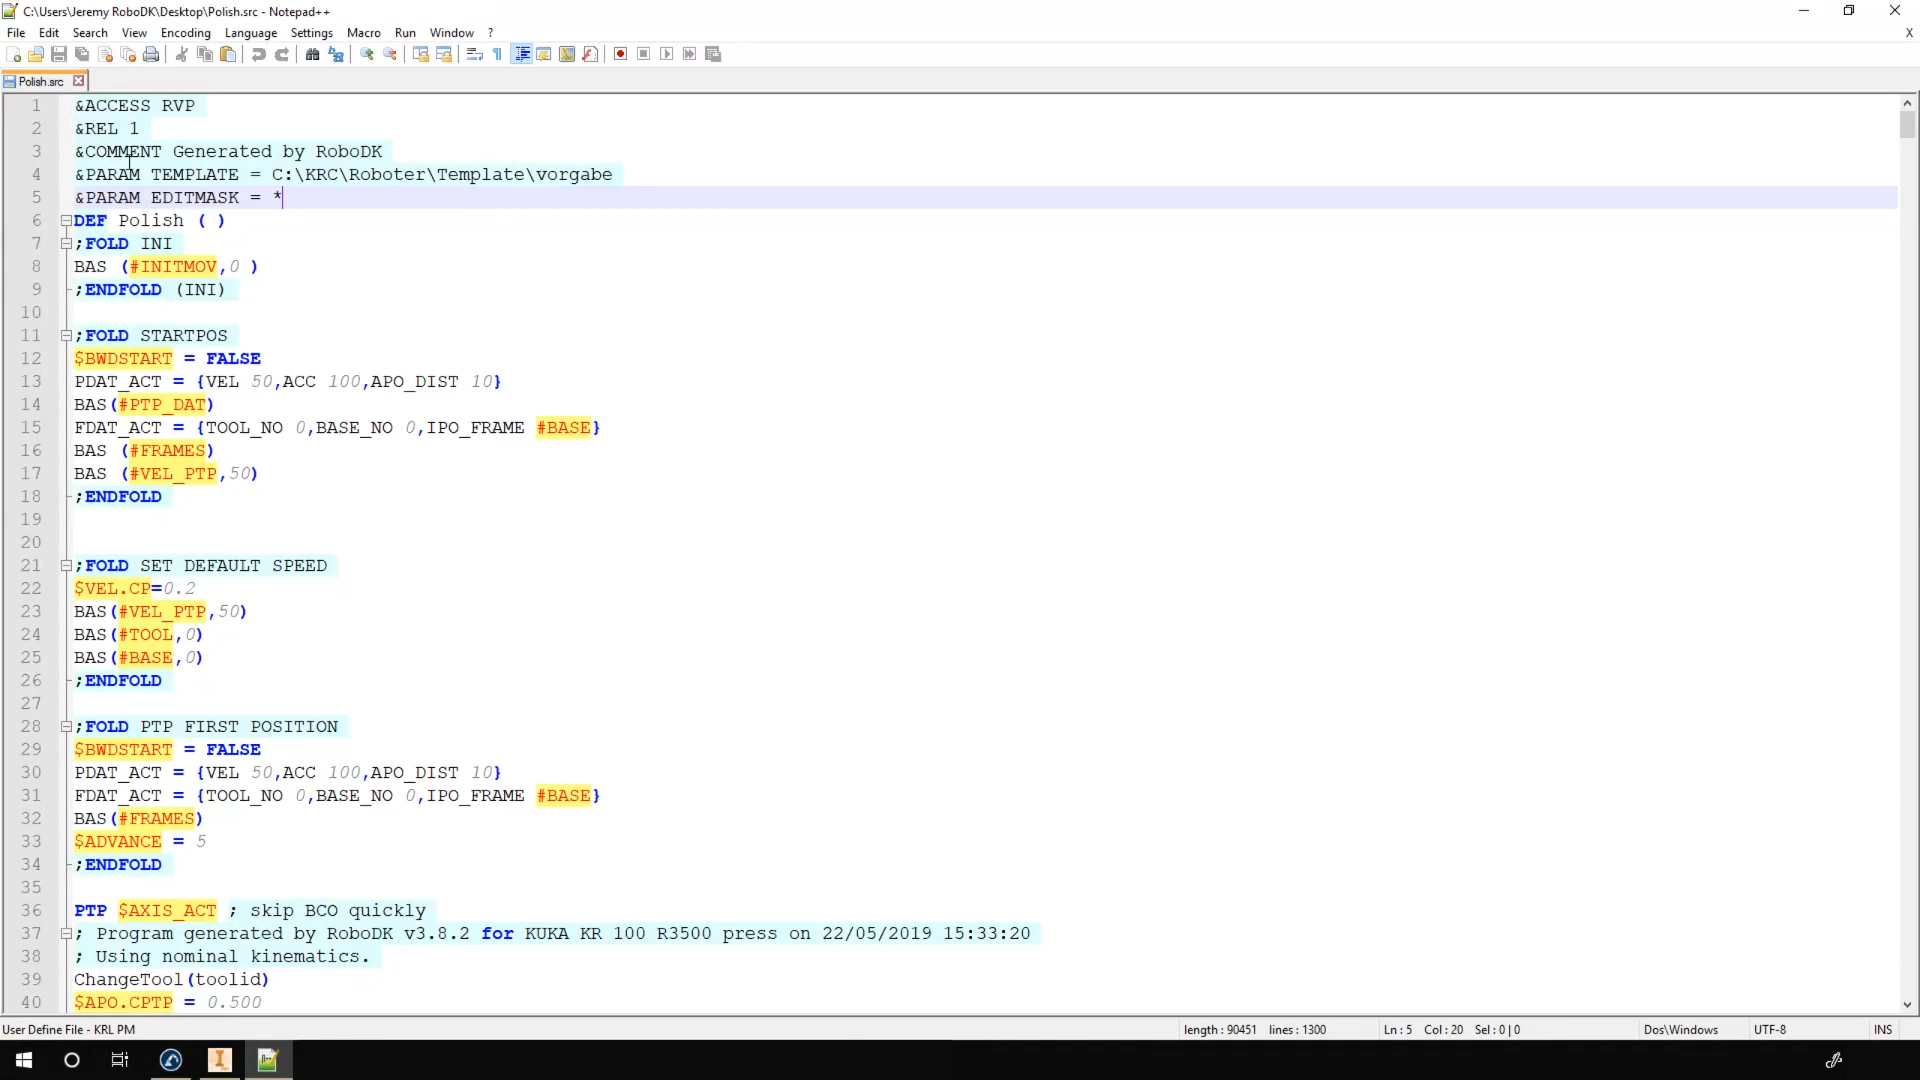 C:\Users\Jeremy RoboDK\Desktop\Polish.src - Notepad++
File Edit Search View Encoding Language Settings Macro Run Window ?
X
Polish.src
1 &ACCESS RVP
2 &REL 1
3 &COMMENT Generated by RoboDK
4 &PARAM TEMPLATE = C:\KRC\Roboter\Template\vorgabe
5 &PARAM EDITMASK = *
6 DEF Polish ( )
7 ;FOLD INI
8 BAS (#INITMOV,0 )
9 ;ENDFOLD (INI)
10
11 ;FOLD STARTPOS
12 $BWDSTART = FALSE
13 PDAT_ACT = {VEL 50,ACC 100,APO_DIST 10}
14 BAS(#PTP_DAT)
15 FDAT_ACT = {TOOL_NO 0,BASE_NO 0,IPO_FRAME #BASE}
16 BAS (#FRAMES)
17 BAS (#VEL_PTP,50)
18 ;ENDFOLD
19
20
21 ;FOLD SET DEFAULT SPEED
22 $VEL.CP=0.2
23 BAS(#VEL_PTP,50)
24 BAS(#TOOL,0)
25 BAS(#BASE,0)
26 ;ENDFOLD
27
28 ;FOLD PTP FIRST POSITION
29 $BWDSTART = FALSE
30 PDAT_ACT = {VEL 50,ACC 100,APO_DIST 10}
31 FDAT_ACT = {TOOL_NO 0,BASE_NO 0,IPO_FRAME #BASE}
32 BAS(#FRAMES)
33 $ADVANCE = 5
34 ;ENDFOLD
35
36 PTP $AXIS_ACT ; skip BCO quickly
37 ; Program generated by RoboDK v3.8.2 for KUKA KR 100 R3500 press on 22/05/2019 15:33:20
38 ; Using nominal kinematics.
39 ChangeTool(toolid)
40 $APO.CPTP = 0.500
User Define File - KRL PM length : 90451 lines : 1300 Ln : 5 Col : 20 Sel : 0 | 0 Dos\Windows UTF-8 INS